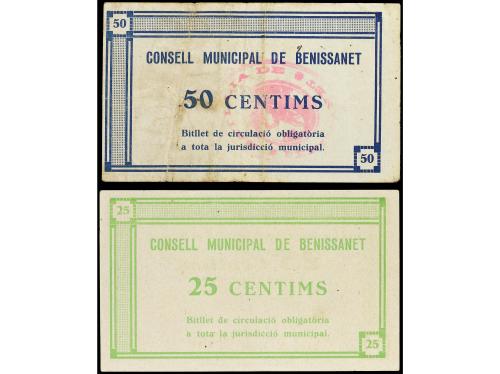 50
CONSELL MUNICIPAL DE BENISSANET
50 CENTIMS
Bitllet de circulació obligatòria
a tota la jurisdicció municipal.
50
25
CONSELL MUNICIPAL DE BENISSANET
25 CENTIMS
Bitllet de circulació obligatòria
a tota la jurisdicció municipal.
25